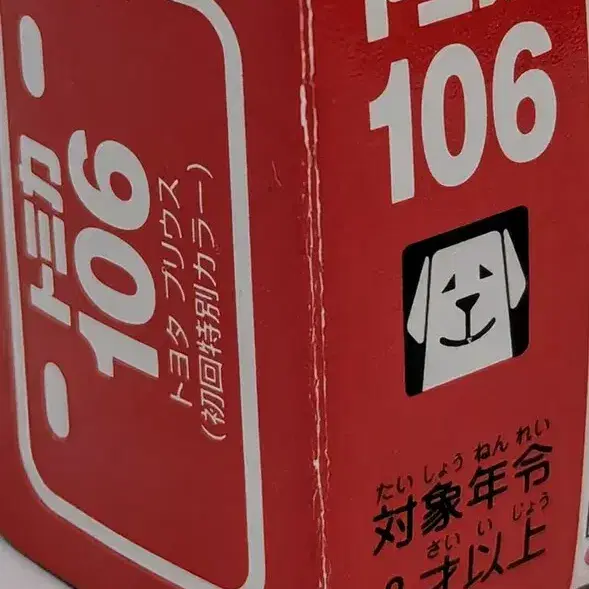 トミカ
106
トヨタ プリウス
(初回特別カラー)
トミカ
106
たい しょう ねん れい
対象年令
さい い じょう
才以上